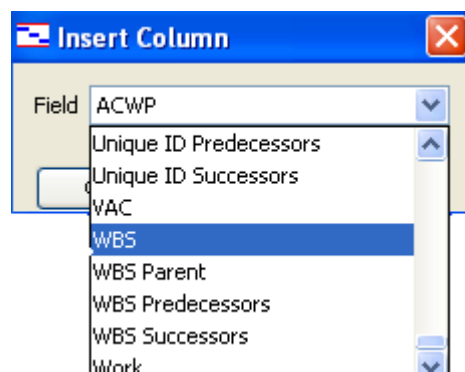 Insert Column
Field ACWP
Unique ID Predecessors
Unique ID Successors
VAC
WBS
WBS Parent
WBS Predecessors
WBS Successors
Work